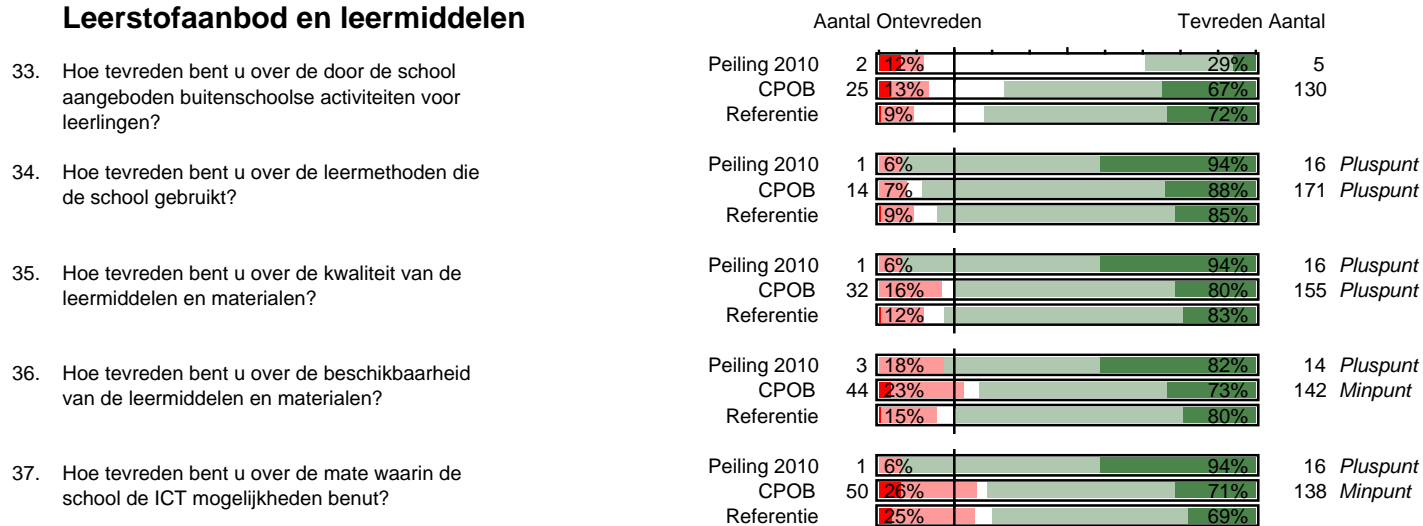 Leerstofaanbod en leermiddelen
Aantal Ontevreden Tevreden Aantal
33. Hoe tevreden bent u over de door de school
aangeboden buitenschoolse activiteiten voor
leerlingen?
Peiling 2010 2 12% 29% 5
CPOB 25 13% 67% 130
Referentie 9% 72%
34. Hoe tevreden bent u over de leermethoden die
de school gebruikt?
Peiling 2010 1 6% 94% 16 Pluspunt
CPOB 14 7% 88% 171 Pluspunt
Referentie 9% 85%
35. Hoe tevreden bent u over de kwaliteit van de
leermiddelen en materialen?
Peiling 2010 1 6% 94% 16 Pluspunt
CPOB 32 16% 80% 155 Pluspunt
Referentie 12% 83%
36. Hoe tevreden bent u over de beschikbaarheid
van de leermiddelen en materialen?
Peiling 2010 3 18% 82% 14 Pluspunt
CPOB 44 23% 73% 142 Minpunt
Referentie 15% 80%
37. Hoe tevreden bent u over de mate waarin de
school de ICT mogelijkheden benut?
Peiling 2010 1 6% 94% 16 Pluspunt
CPOB 50 26% 71% 138 Minpunt
Referentie 25% 69%